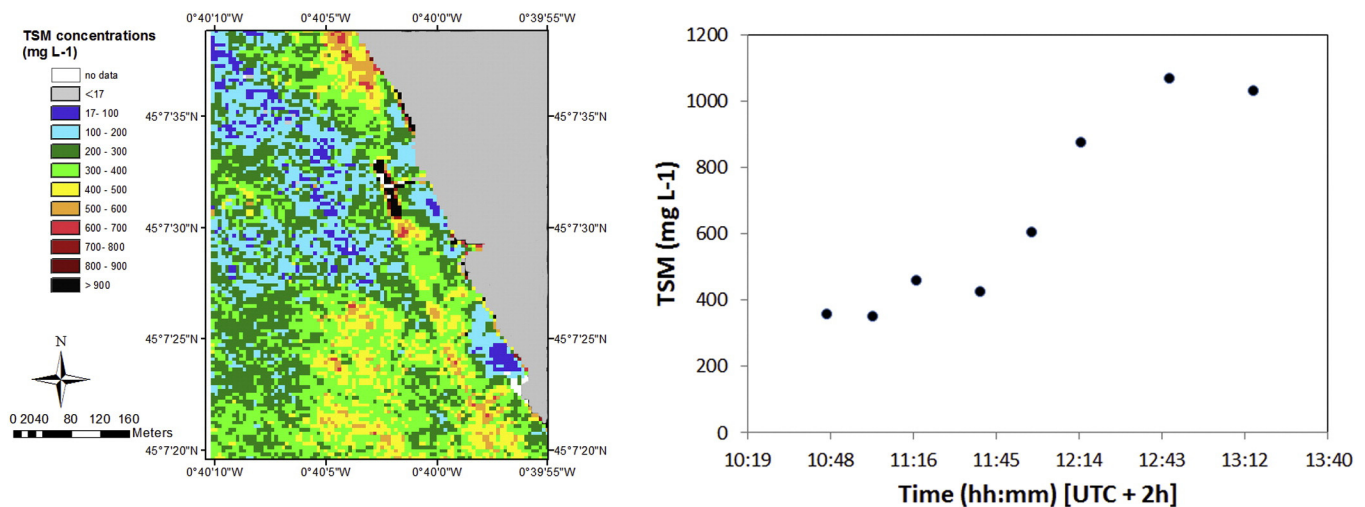 0°40'10"W 0°40'5"W 0°40'0"W 0°39'55"W
TSM concentrations
(mg L-1)
no data
<17
17- 100
100 - 200
200 - 300
300 - 400
400 - 500
500 - 600
600 - 700
700- 800
800 - 900
> 900
N
0 2040 80 120 160
Meters
45°7'35"N
45°7'30"N
45°7'25"N
45°7'20"N
45°7'35"N
45°7'30"N
45°7'25"N
45°7'20"N
0°40'10"W 0°40'5"W 0°40'0"W 0°39'55"W
TSM (mg L-1)
1200
1000
800
600
400
200
0
10:19 10:48 11:16 11:45 12:14 12:43 13:12 13:40
Time (hh:mm) [UTC + 2h]